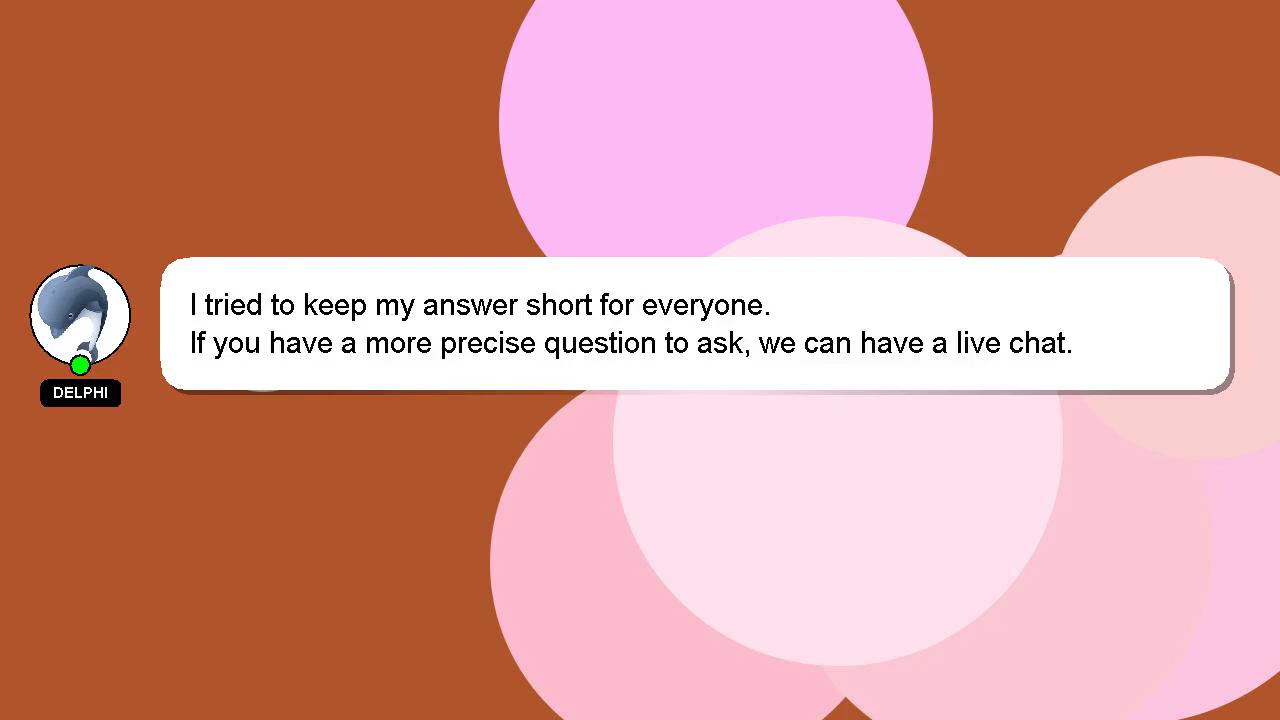 I tried to keep my answer short for everyone.
If you have a more precise question to ask, we can have a live chat.
DELPHI